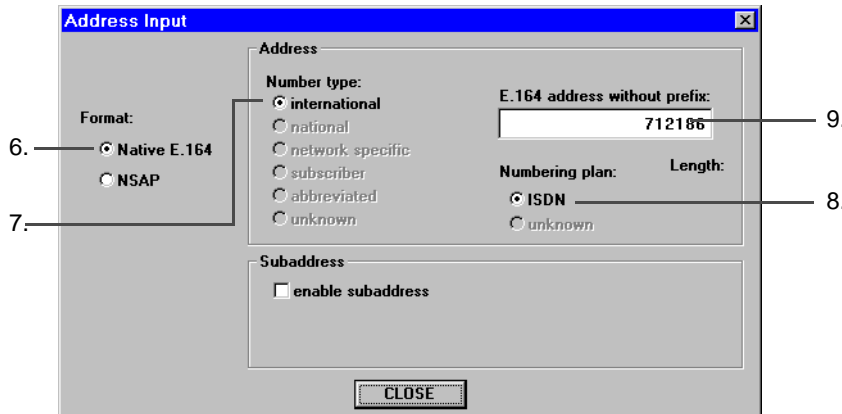 Address Input
Address
Number type:
international
national
network specific
subscriber
abbreviated
unknown
E.164 address without prefix:
712186
Numbering plan:
Length:
ISDN
unknown
Format:
Native E.164
NSAP
6.
7.
9.
8.
Subaddress
enable subaddress
CLOSE